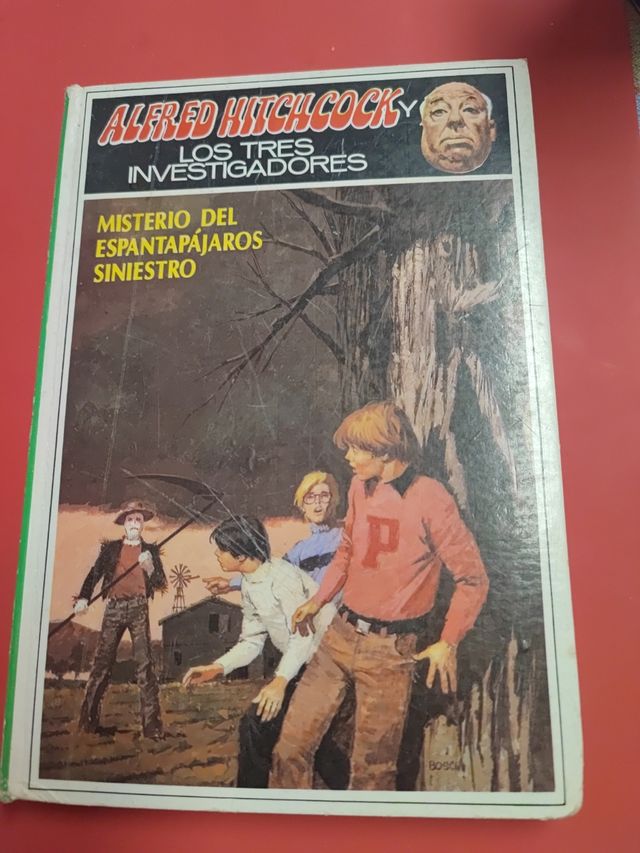 ALFRED HITCHCOCK Y
LOS TRES
INVESTIGADORES
MISTERIO DEL
ESPANTAPÁJAROS
SINIESTRO
P
BOSCH